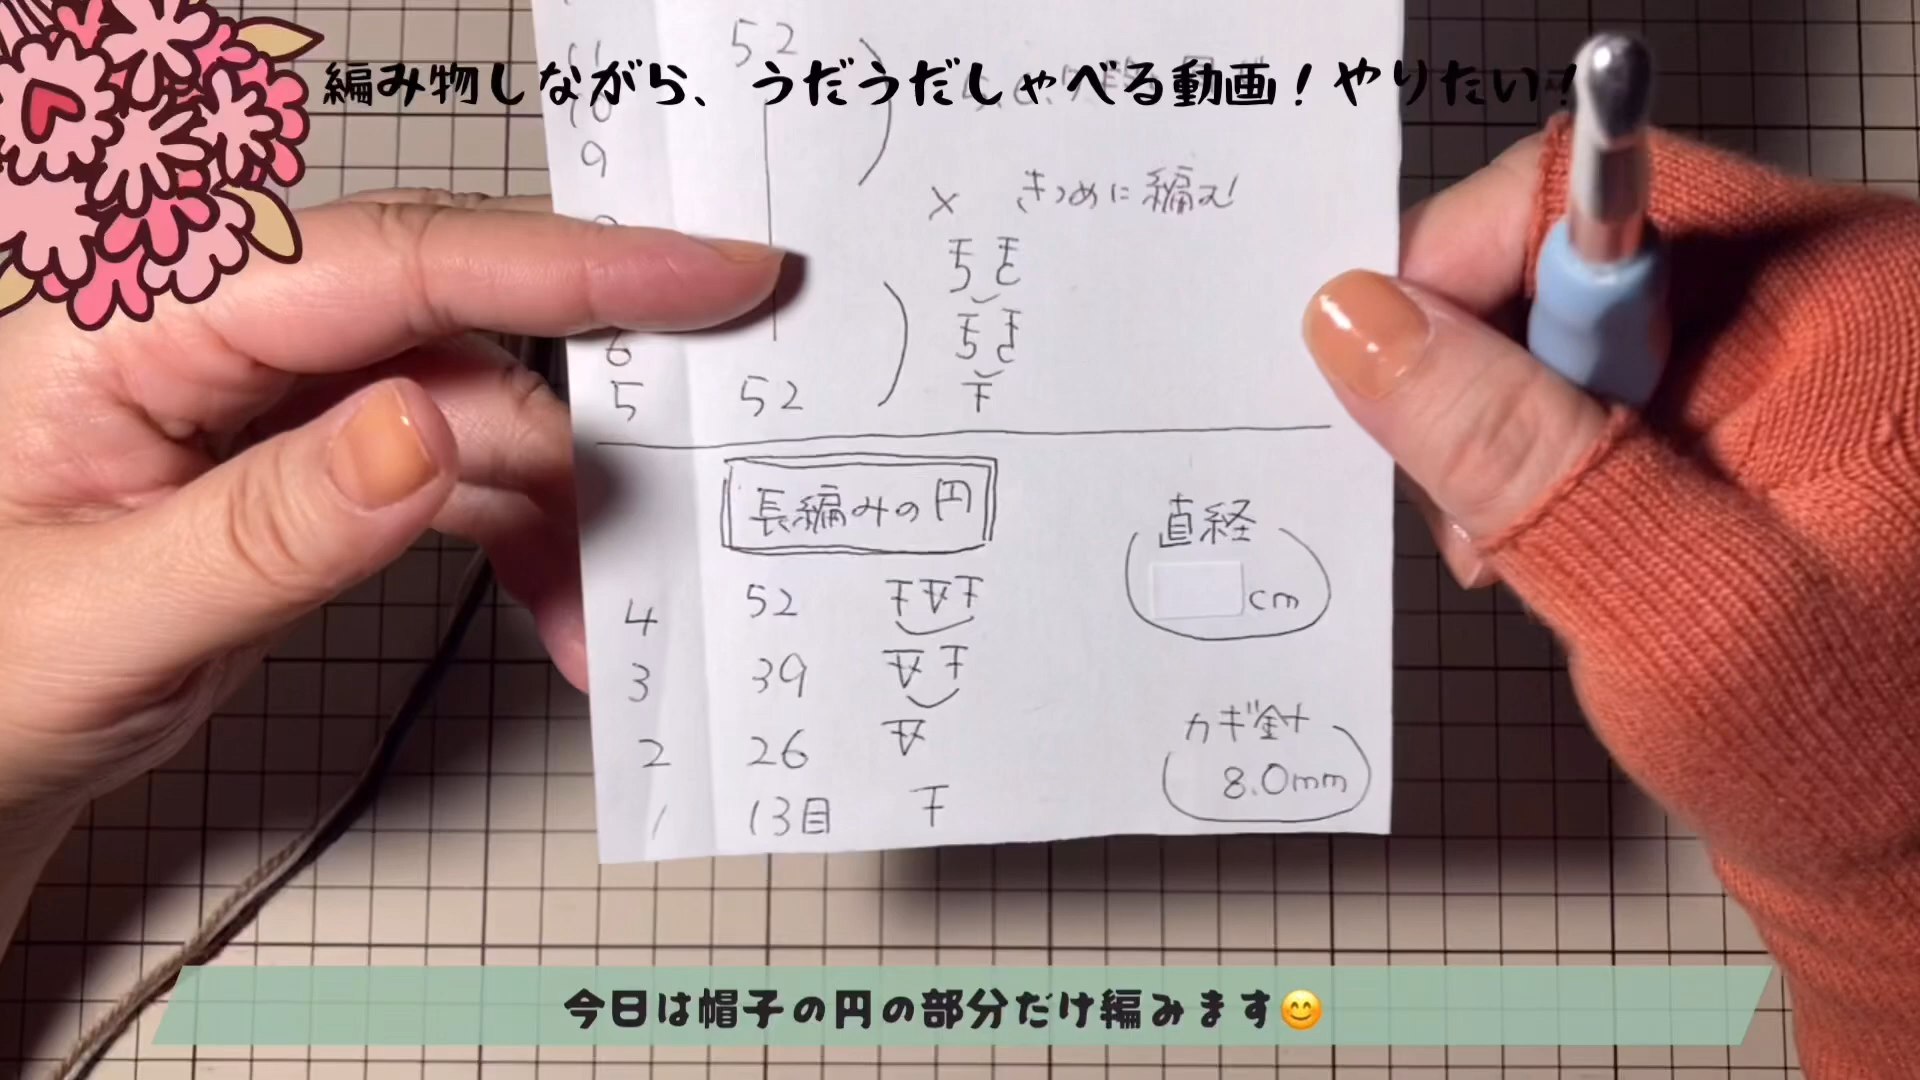 編み物しながら、うだうだしゃべる動画!やりたい!
11 52
10
9
× きつめに編む!
6
5 52
長編みの円
直経
cm
4 52
3 39
2 26
1 13目
カギ針
8.0mm
今日は帽子の円の部分だけ編みます😊